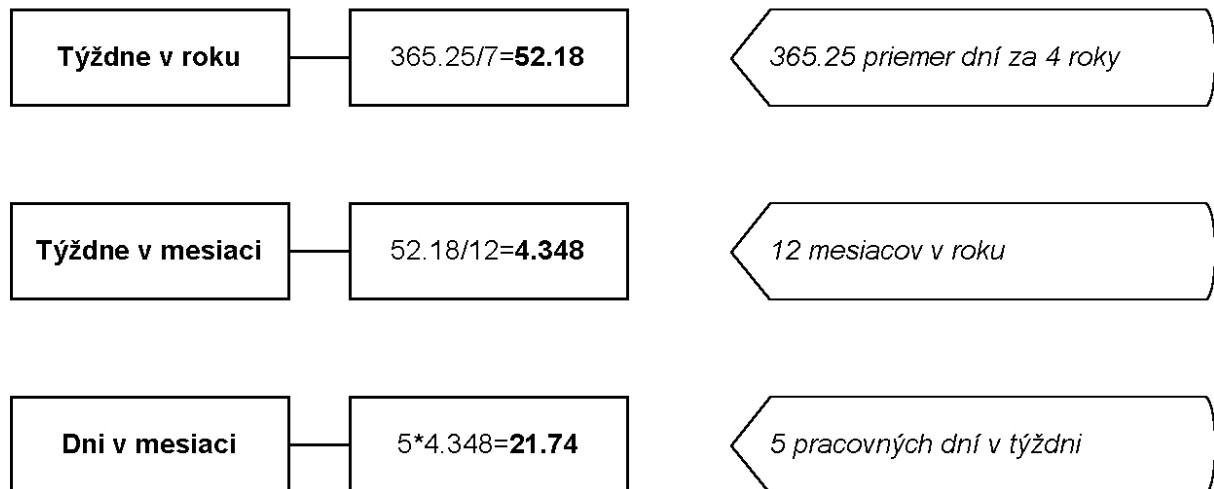 Týždne v roku
365.25/7=52.18
365.25 priemer dní za 4 roky
Týždne v mesiaci
52.18/12=4.348
12 mesiacov v roku
Dni v mesiaci
5*4.348=21.74
5 pracovných dní v týždni